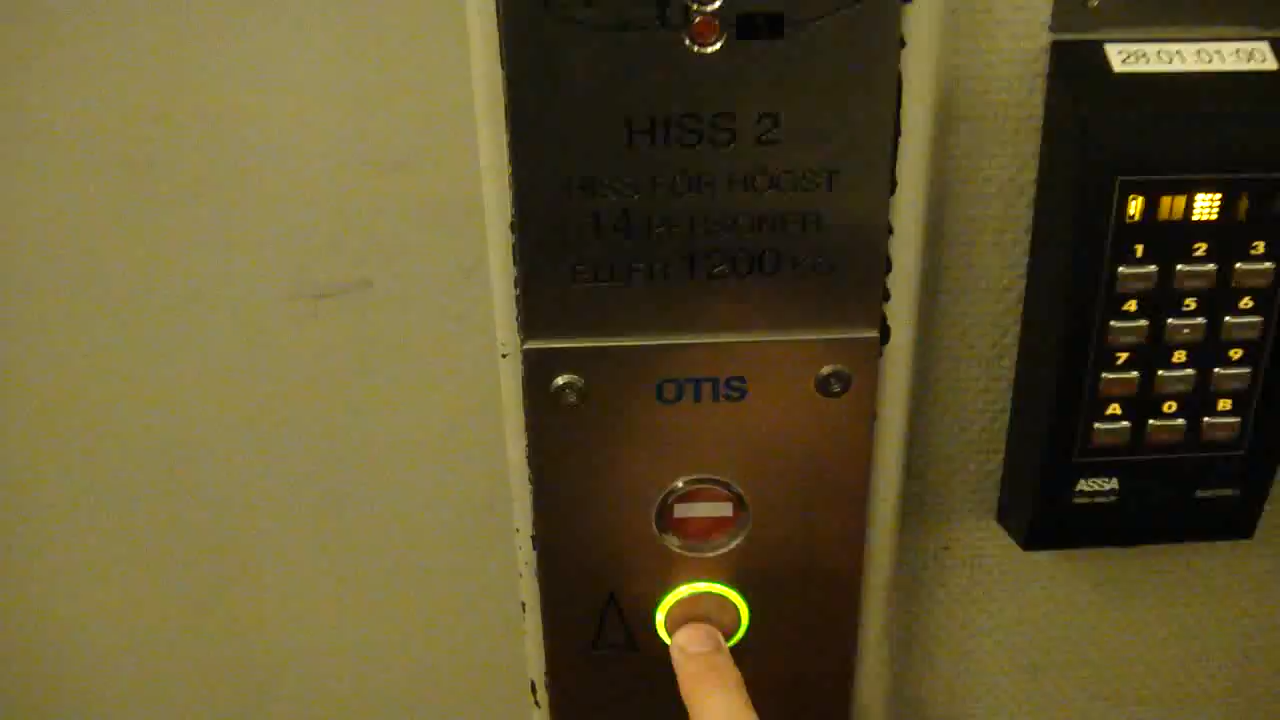 HISS 2
HISS FÖR HÖGST
14 PERSONER
ELLER 1200 KG
OTIS
28.01.01:00
1 2 3
4 5 6
7 8 9
A 0 B
ASSA